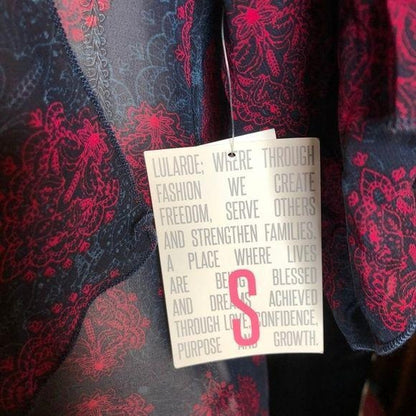 LULAROE; WHERE THROUGH
FASHION WE CREATE
FREEDOM, SERVE OTHERS
AND STRENGTHEN FAMILIES.
A PLACE WHERE LIVES
ARE BEING BLESSED
AND DREAMS ACHIEVED
THROUGH LOVE, CONFIDENCE,
PURPOSE AND GROWTH.
S